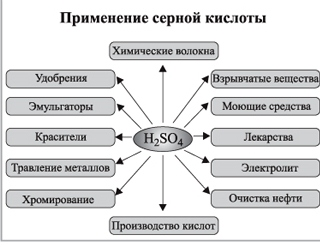 Применение серной кислоты
Химические волокна
Удобрения
Взрывчатые вещества
Эмульгаторы
Моющие средства
Красители
H₂SO₄
Лекарства
Травление металлов
Электролит
Хромирование
Очистка нефти
Производство кислот